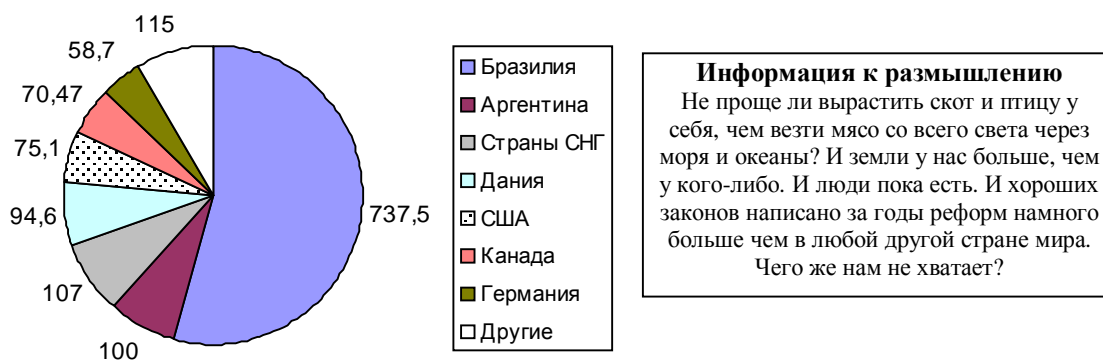 115
58,7
70,47
75,1
94,6
107
100
737,5
Бразилия
Аргентина
Страны СНГ
Дания
США
Канада
Германия
Другие
Информация к размышлению
Не проще ли вырастить скот и птицу у
себя, чем везти мясо со всего света через
моря и океаны? И земли у нас больше, чем
у кого-либо. И люди пока есть. И хороших
законов написано за годы реформ намного
больше чем в любой другой стране мира.
Чего же нам не хватает?